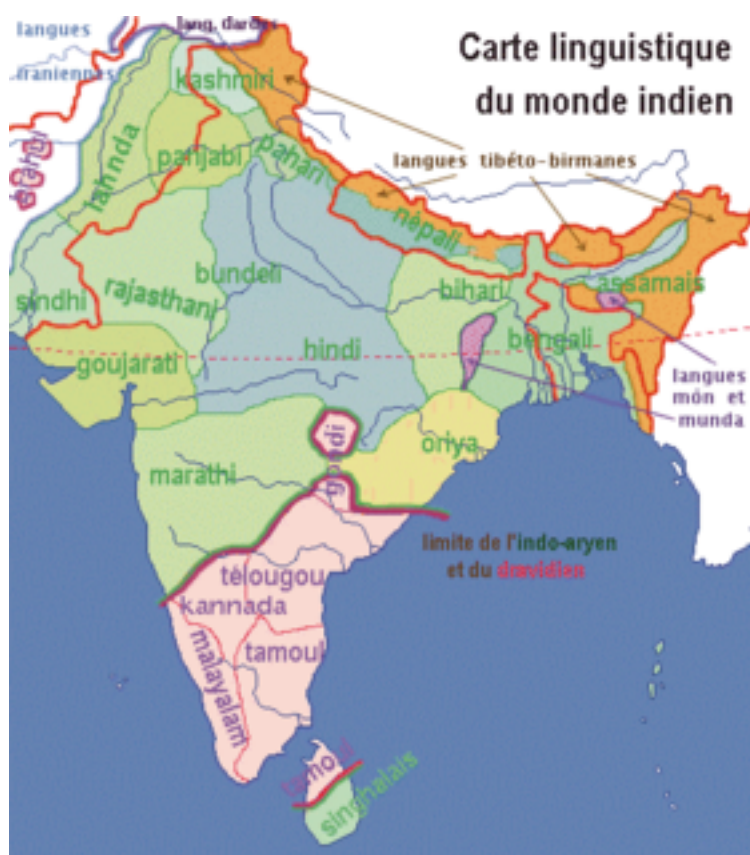 Carte linguistique
du monde indien
langues
iraniennes
lang. dardes
kashmiri
lahnda
panjabi
pahari
langues tibéto-birmanes
népali
sindhi
rajasthani
bundeli
bihari
assamais
goujarati
hindi
bengali
langues
môn et
munda
marathi
gondi
oriya
limite de l'indo-aryen
et du dravidien
télougou
kannada
malayalam
tamoul
tamoul
singhalais